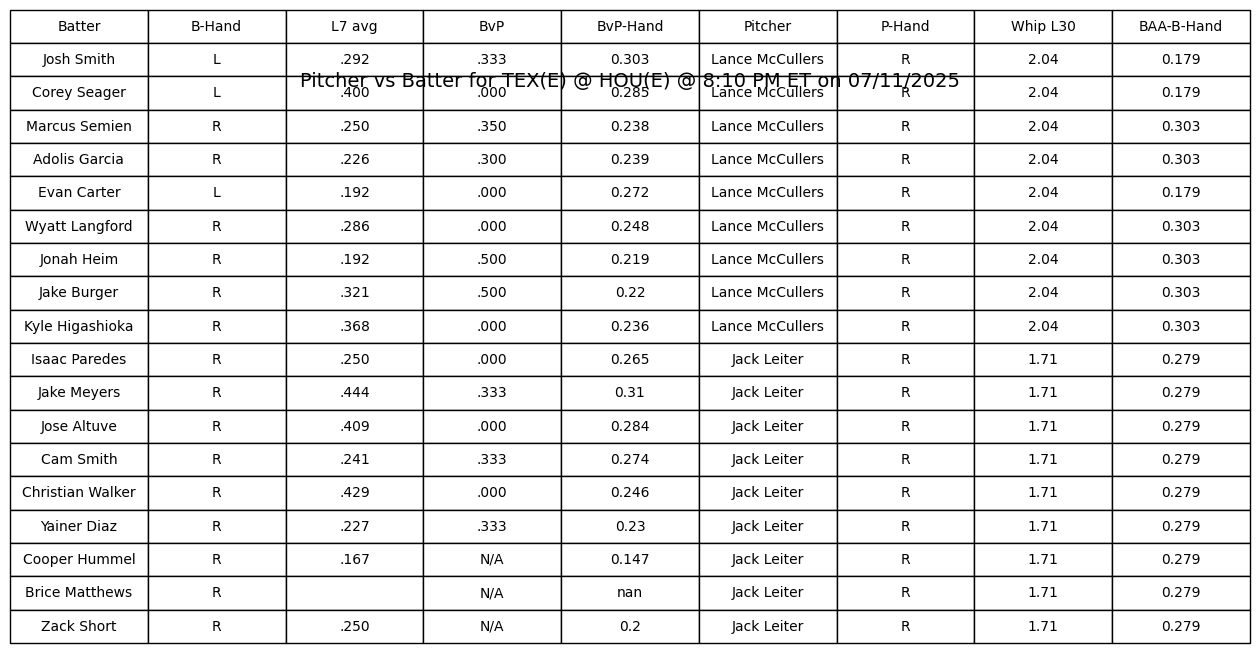 Batter B-Hand L7 avg BvP BvP-Hand Pitcher P-Hand Whip L30 BAA-B-Hand
Josh Smith L .292 .333 0.303 Lance McCullers R 2.04 0.179
Pitcher vs Batter for TEX(E) @ HOU(E) @ 8:10 PM ET on 07/11/2025
Corey Seager L .400 .000 0.285 Lance McCullers R 2.04 0.179
Marcus Semien R .250 .350 0.238 Lance McCullers R 2.04 0.303
Adolis Garcia R .226 .300 0.239 Lance McCullers R 2.04 0.303
Evan Carter L .192 .000 0.272 Lance McCullers R 2.04 0.179
Wyatt Langford R .286 .000 0.248 Lance McCullers R 2.04 0.303
Jonah Heim R .192 .500 0.219 Lance McCullers R 2.04 0.303
Jake Burger R .321 .500 0.22 Lance McCullers R 2.04 0.303
Kyle Higashioka R .368 .000 0.236 Lance McCullers R 2.04 0.303
Isaac Paredes R .250 .000 0.265 Jack Leiter R 1.71 0.279
Jake Meyers R .444 .333 0.31 Jack Leiter R 1.71 0.279
Jose Altuve R .409 .000 0.284 Jack Leiter R 1.71 0.279
Cam Smith R .241 .333 0.274 Jack Leiter R 1.71 0.279
Christian Walker R .429 .000 0.246 Jack Leiter R 1.71 0.279
Yainer Diaz R .227 .333 0.23 Jack Leiter R 1.71 0.279
Cooper Hummel R .167 N/A 0.147 Jack Leiter R 1.71 0.279
Brice Matthews R N/A nan Jack Leiter R 1.71 0.279
Zack Short R .250 N/A 0.2 Jack Leiter R 1.71 0.279